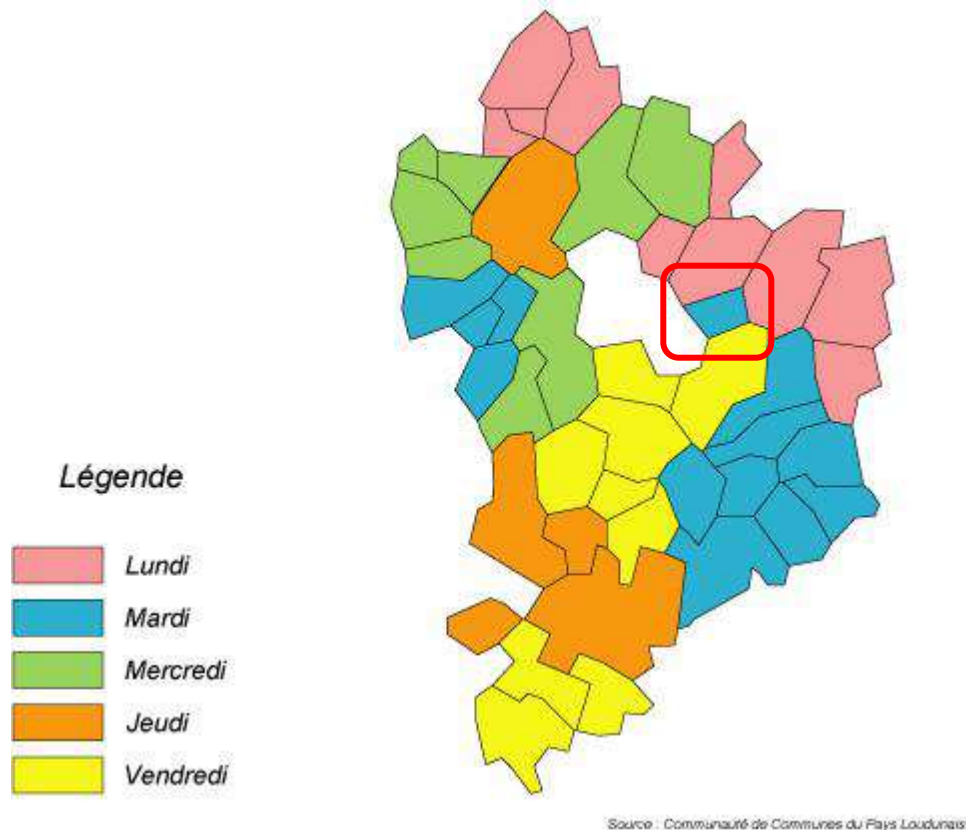 Légende
Lundi
Mardi
Mercredi
Jeudi
Vendredi
Source : Communauté de Communes du Pays Loudunais